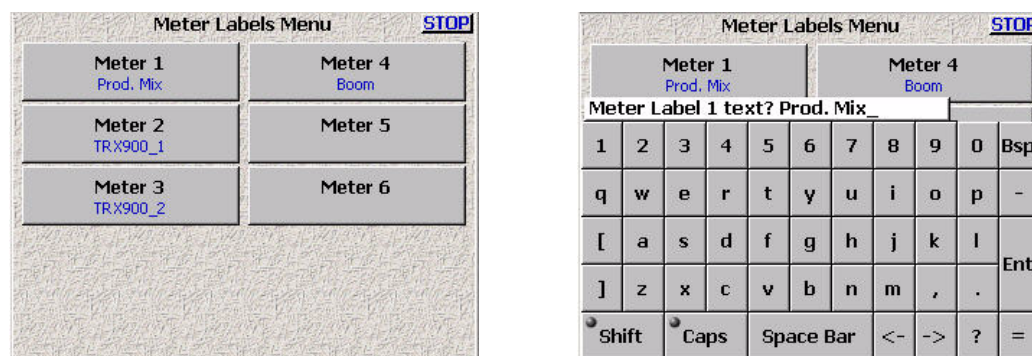 Meter Labels Menu STOP
Meter 1 Meter 4
Prod. Mix Boom
Meter 2 Meter 5
TRX900_1
Meter 3 Meter 6
TRX900_2
Meter Labels Menu STOP
Meter 1 Meter 4
Prod. Mix Boom
Meter Label 1 text? Prod. Mix_
1 2 3 4 5 6 7 8 9 0 Bsp
q w e r t y u i o p -
[ a s d f g h j k l
Ent
] z x c v b n m , .
Shift Caps Space Bar <- -> ? =